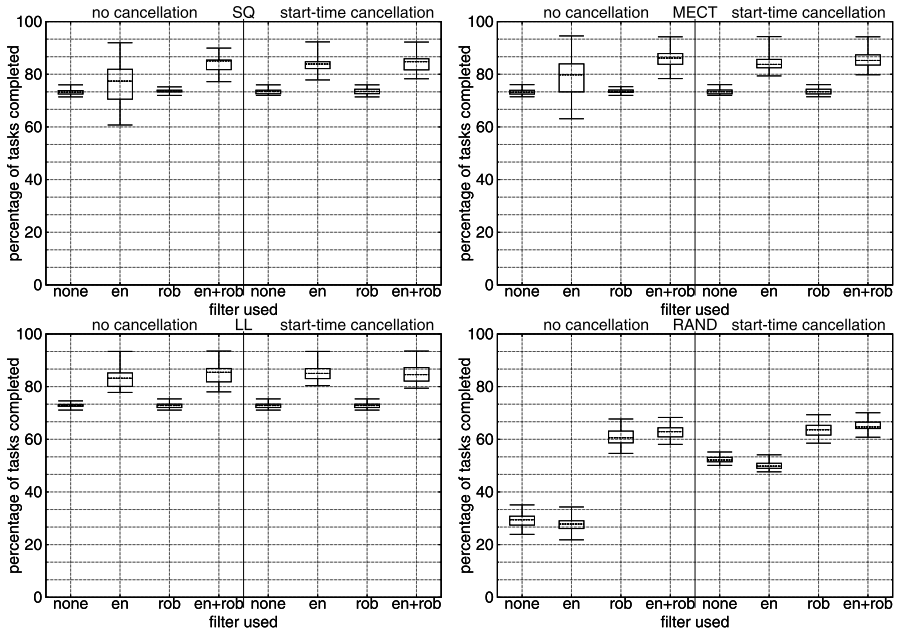 no cancellation SQ start-time cancellation
percentage of tasks completed
100
80
60
40
20
0
none en rob en+rob none en rob en+rob
filter used
no cancellation MECT start-time cancellation
percentage of tasks completed
100
80
60
40
20
0
none en rob en+rob none en rob en+rob
filter used
no cancellation LL start-time cancellation
percentage of tasks completed
100
80
60
40
20
0
none en rob en+rob none en rob en+rob
filter used
no cancellation RAND start-time cancellation
percentage of tasks completed
100
80
60
40
20
0
none en rob en+rob none en rob en+rob
filter used